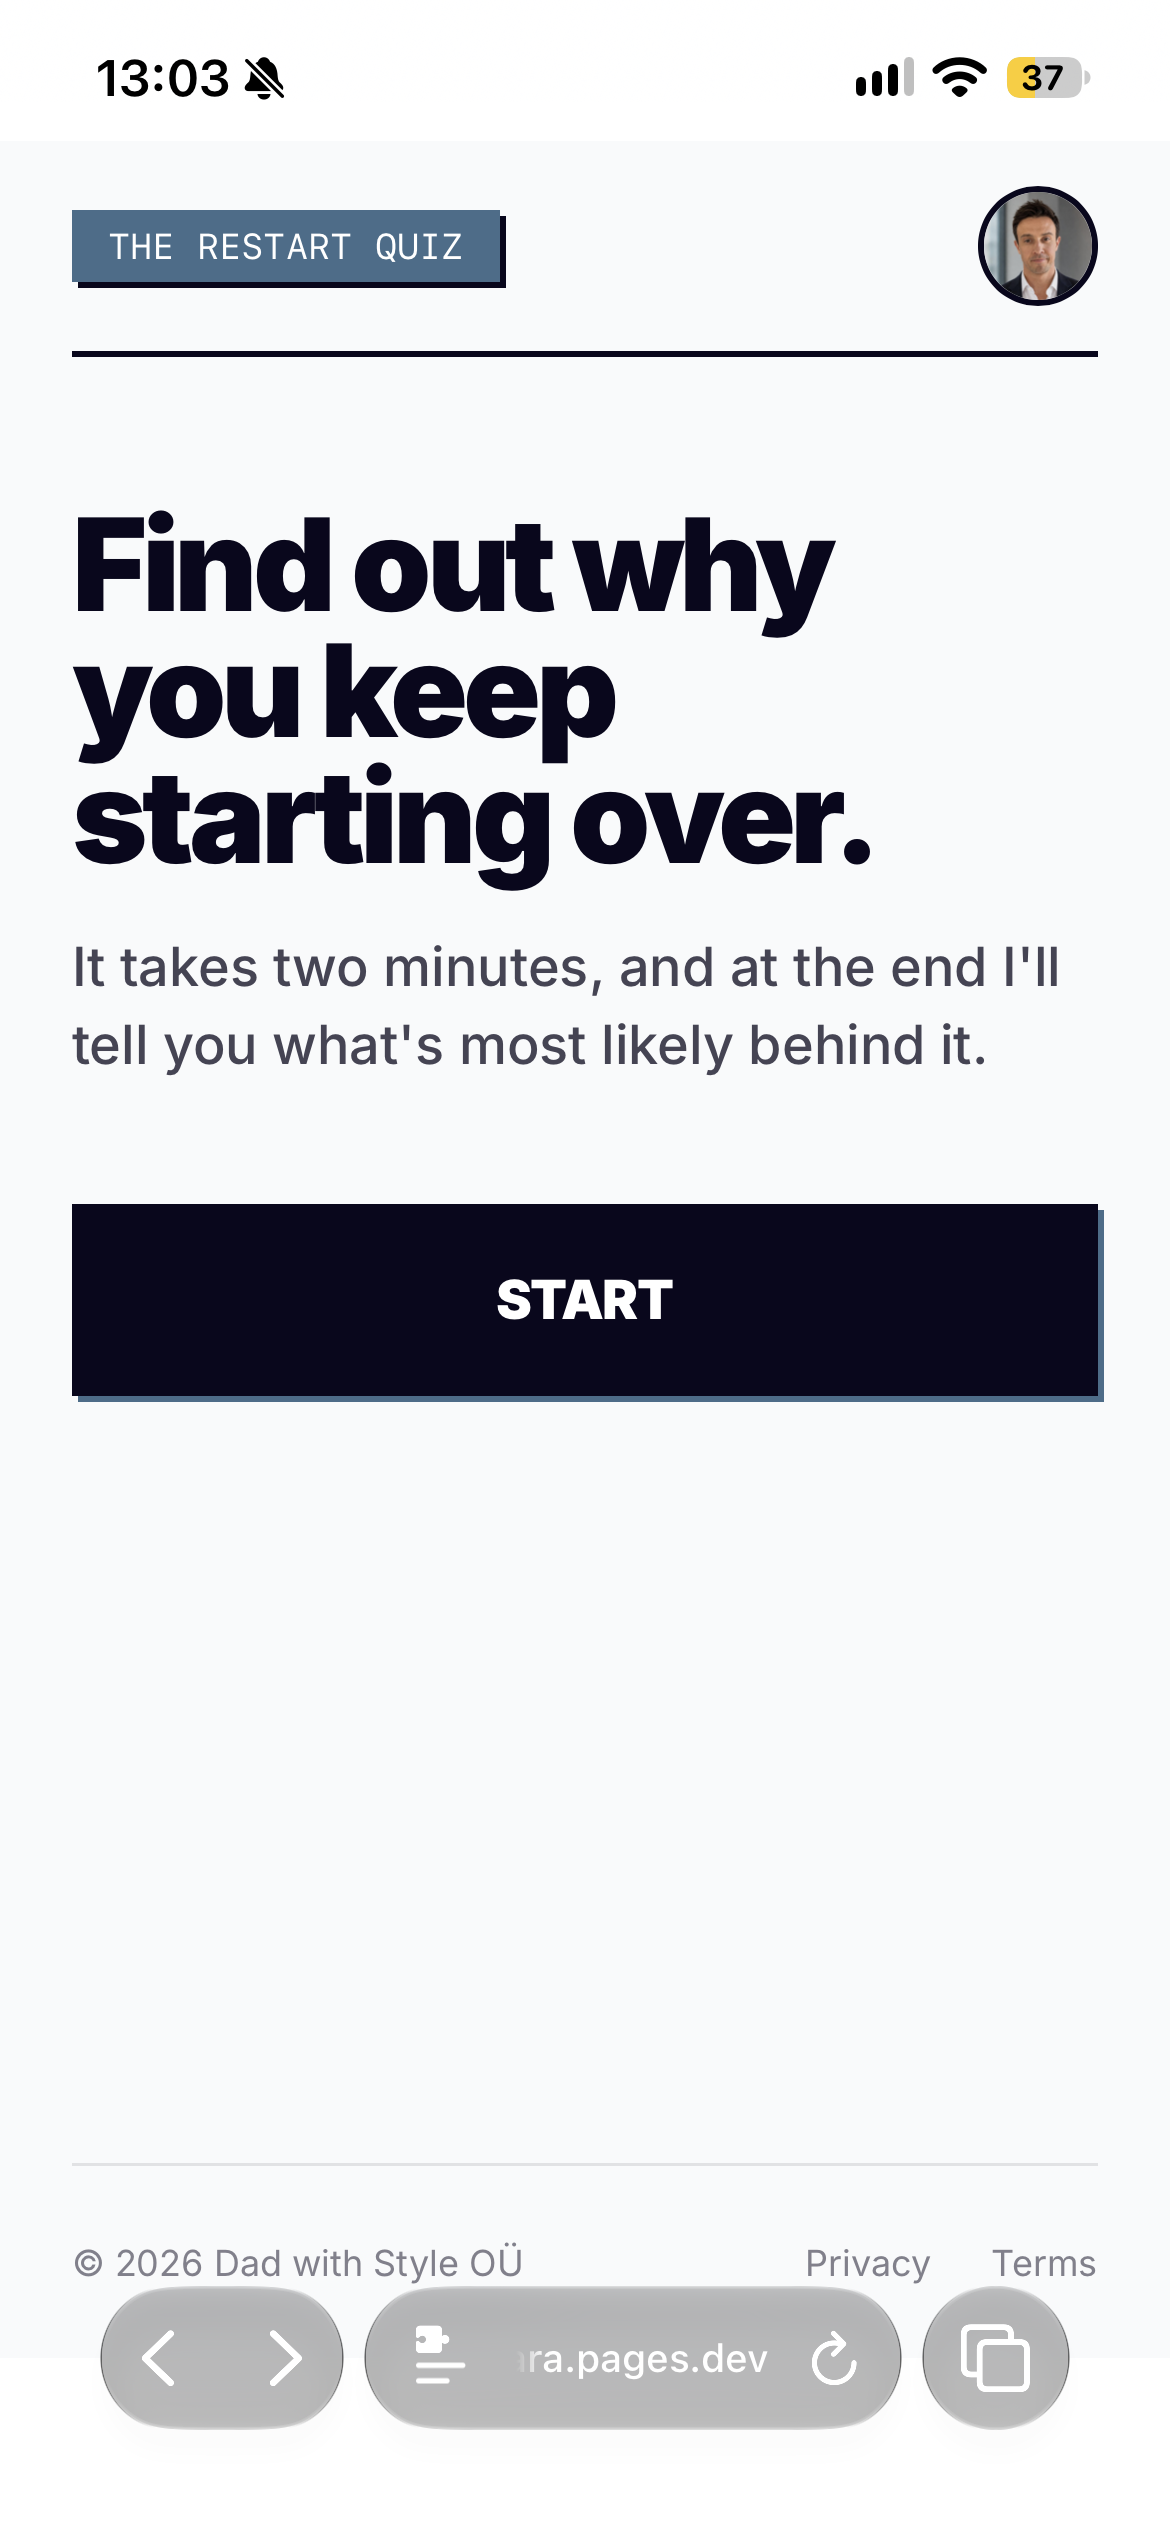 13:03
37
THE RESTART QUIZ
Find out why
you keep
starting over.
It takes two minutes, and at the end I'll
tell you what's most likely behind it.
START
© 2026 Dad with Style OÜ
Privacy
Terms
ra.pages.dev